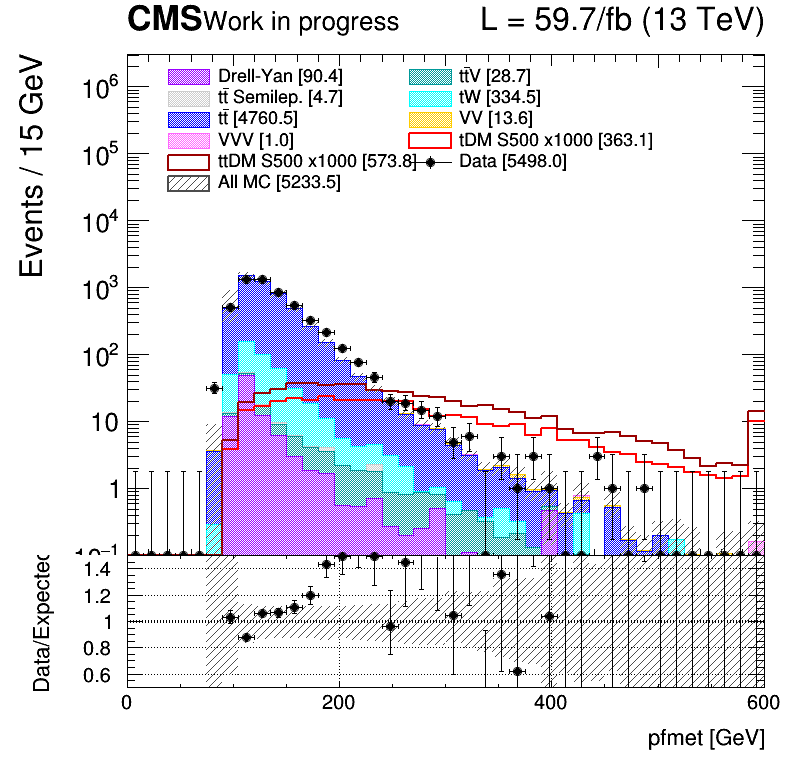 CMS Work in progress L = 59.7/fb (13 TeV)
Events / 15 GeV
10⁶
10⁵
10⁴
10³
10²
10
1
10⁻¹
Drell-Yan [90.4]
tt̄ Semilep. [4.7]
tt̄ [4760.5]
VVV [1.0]
ttDM S500 x1000 [573.8]
All MC [5233.5]
tt̄V [28.7]
tW [334.5]
VV [13.6]
tDM S500 x1000 [363.1]
Data [5498.0]
Data/Expected
1.4
1.2
1
0.8
0.6
0 200 400 600
pfmet [GeV]